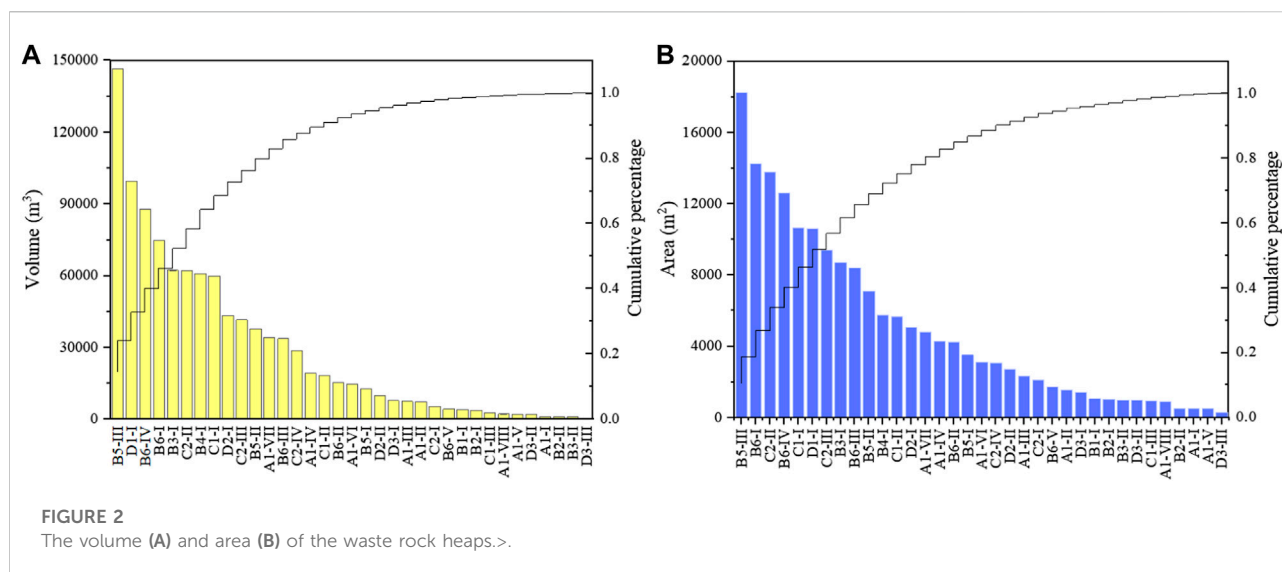 A
150000
120000
90000
60000
30000
0
Volume (m³)
1.0
0.8
0.6
0.4
0.2
0.0
Cumulative percentage
B5-III
D1-I
B6-IV
B6-I
B3-I
C2-II
B4-I
C1-I
D2-I
C2-III
B5-II
A1-VII
B6-III
C2-IV
A1-IV
C1-II
B6-II
A1-VI
B5-I
D2-II
D3-I
A1-III
A1-II
C2-I
B6-V
B1-I
B2-I
C1-III
A1-VIII
A1-V
D3-II
A1-I
B2-II
B3-II
D3-III
B
20000
16000
12000
8000
4000
0
Area (m²)
1.0
0.8
0.6
0.4
0.2
0.0
Cumulative percentage
B5-III
B6-I
C2-II
B6-IV
C1-I
D1-I
C2-III
B3-I
B6-III
B5-II
B4-I
C1-II
D2-I
A1-VII
A1-IV
B6-II
B5-I
A1-VI
C2-IV
D2-II
A1-III
C2-I
B6-V
A1-II
D3-I
B1-I
B2-I
B3-II
D3-II
C1-III
A1-VIII
B2-II
A1-I
A1-V
D3-III
FIGURE 2
The volume (A) and area (B) of the waste rock heaps.>.